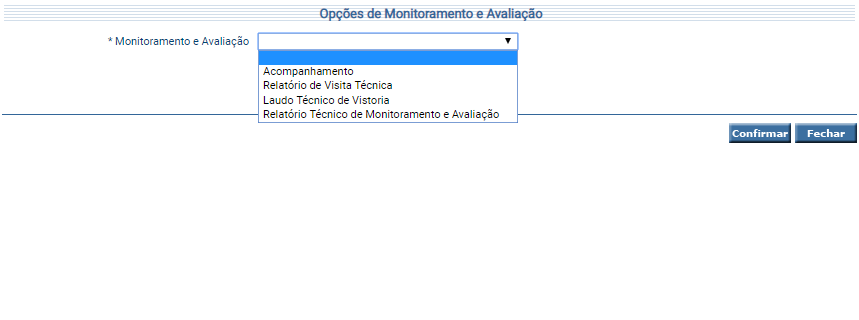 Opções de Monitoramento e Avaliação
* Monitoramento e Avaliação
Acompanhamento
Relatório de Visita Técnica
Laudo Técnico de Vistoria
Relatório Técnico de Monitoramento e Avaliação
Confirmar Fechar